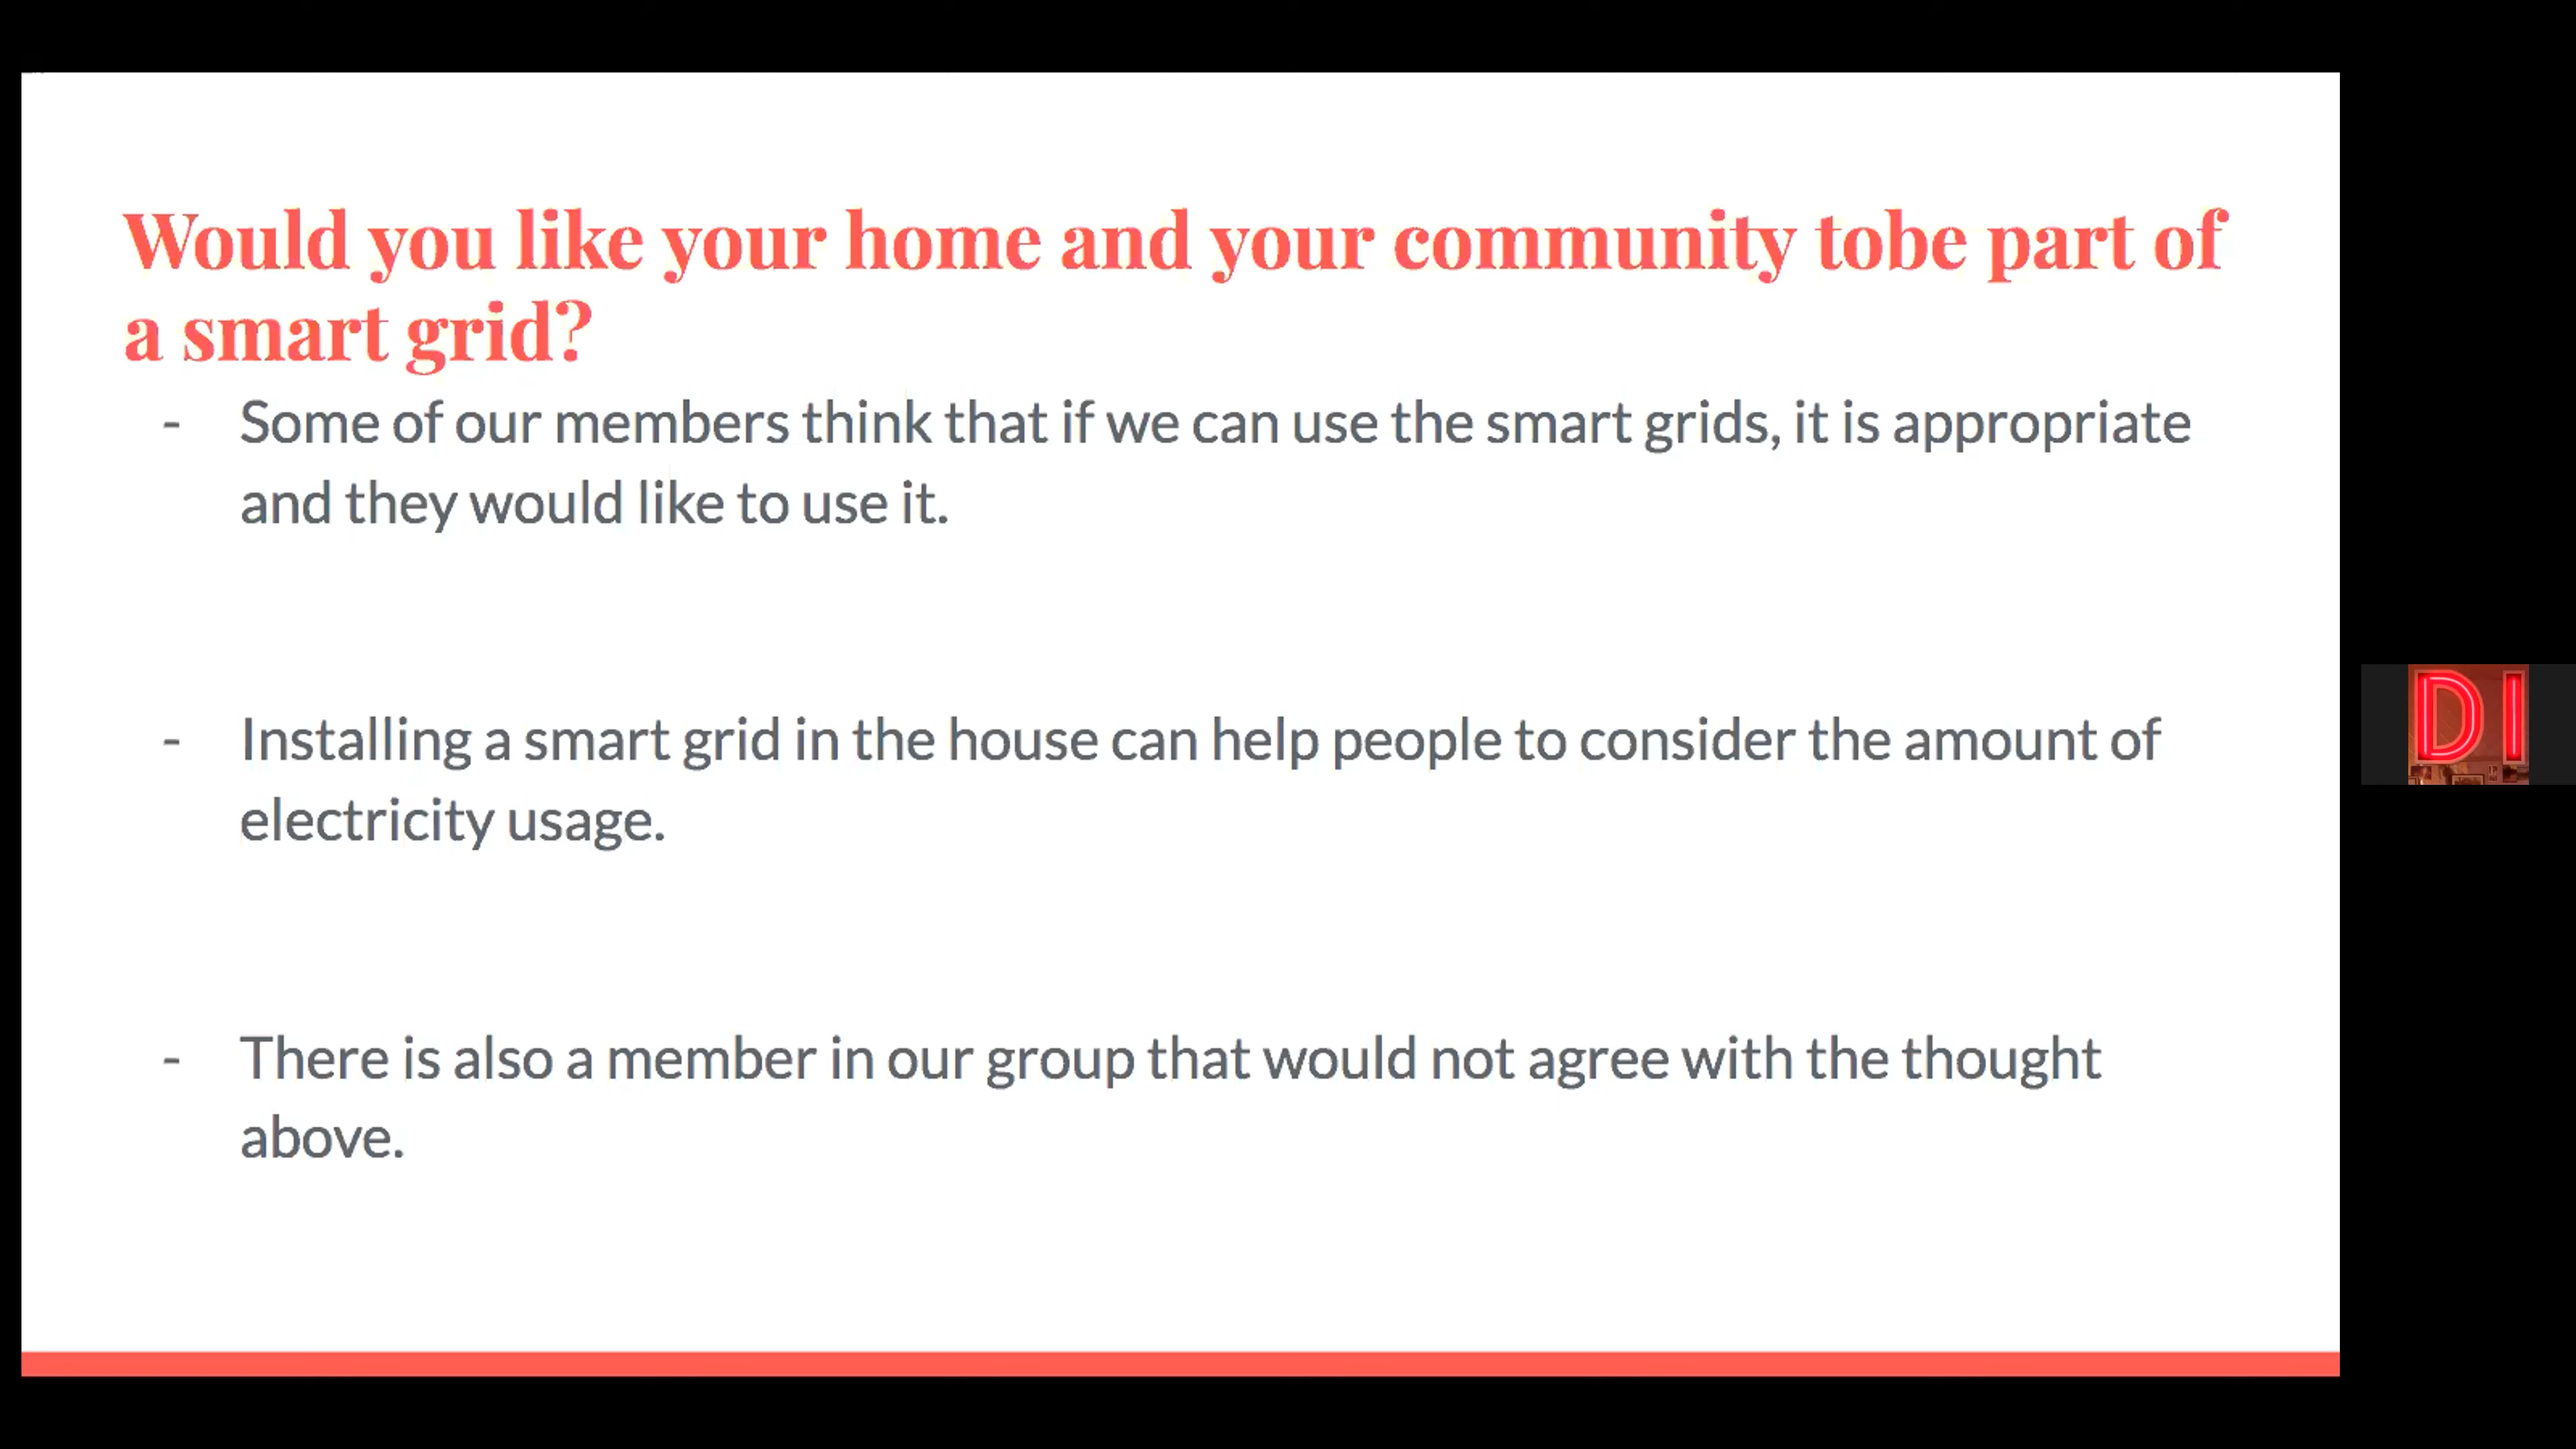 Would you like your home and your community tobe part of
a smart grid?
- Some of our members think that if we can use the smart grids, it is appropriate
and they would like to use it.
- Installing a smart grid in the house can help people to consider the amount of
electricity usage.
- There is also a member in our group that would not agree with the thought
above.
DI